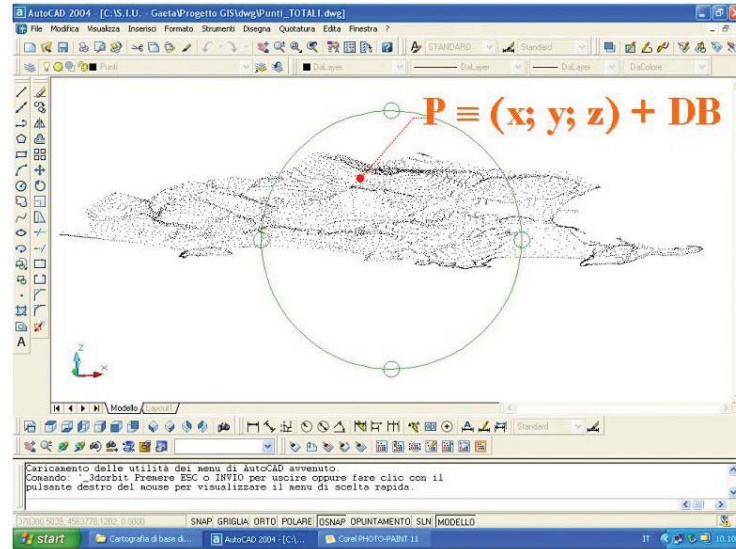 AutoCAD 2004 - [C:\S.I.U. - Gaeta\Progetto GIS\dwg\Punti_TOTALI.dwg]
File Modifica Visualizza Inserisci Formato Strumenti Disegna Quotatura Edita Finestra ?
STANDARD Standard
Punti DaLayer DaLayer DaLayer DaColore
P ≡ (x; y; z) + DB
Z
X
Modello Layout1
Standard
Caricamento delle utilità dei menu di AutoCAD avvenuto.
Comando: '_3dorbit Premere ESC o INVIO per uscire oppure fare clic con il
pulsante destro del mouse per visualizzare il menu di scelta rapida.
SNAP GRIGLIA ORTO POLARE OSNAP OPUNTAMENTO SLN MODELLO
start Cartografia di base di... AutoCAD 2004 - [C:\... Corel PHOTO-PAINT 11 IT 10.10